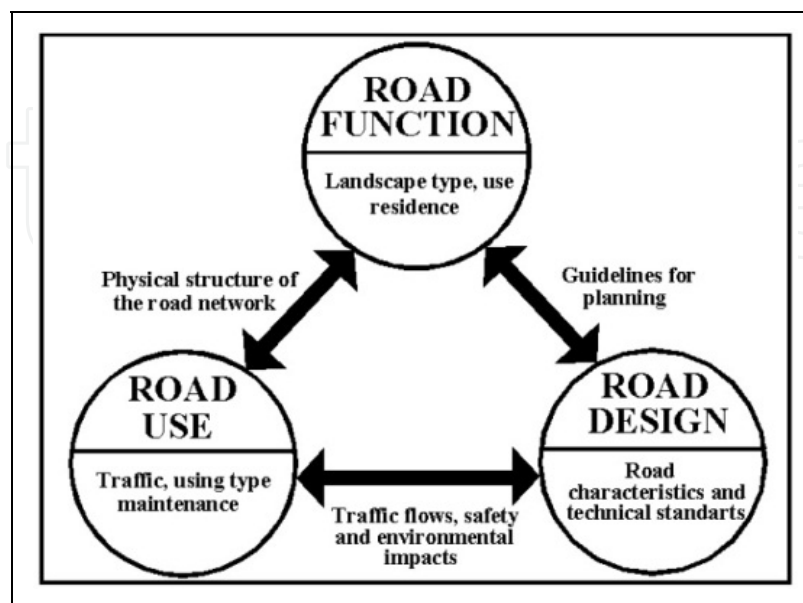 ROAD
FUNCTION
Landscape type, use
residence
Physical structure of
the road network
Guidelines for
planning
ROAD
USE
Traffic, using type
maintenance
ROAD
DESIGN
Road
characteristics and
technical standarts
Traffic flows, safety
and environmental
impacts